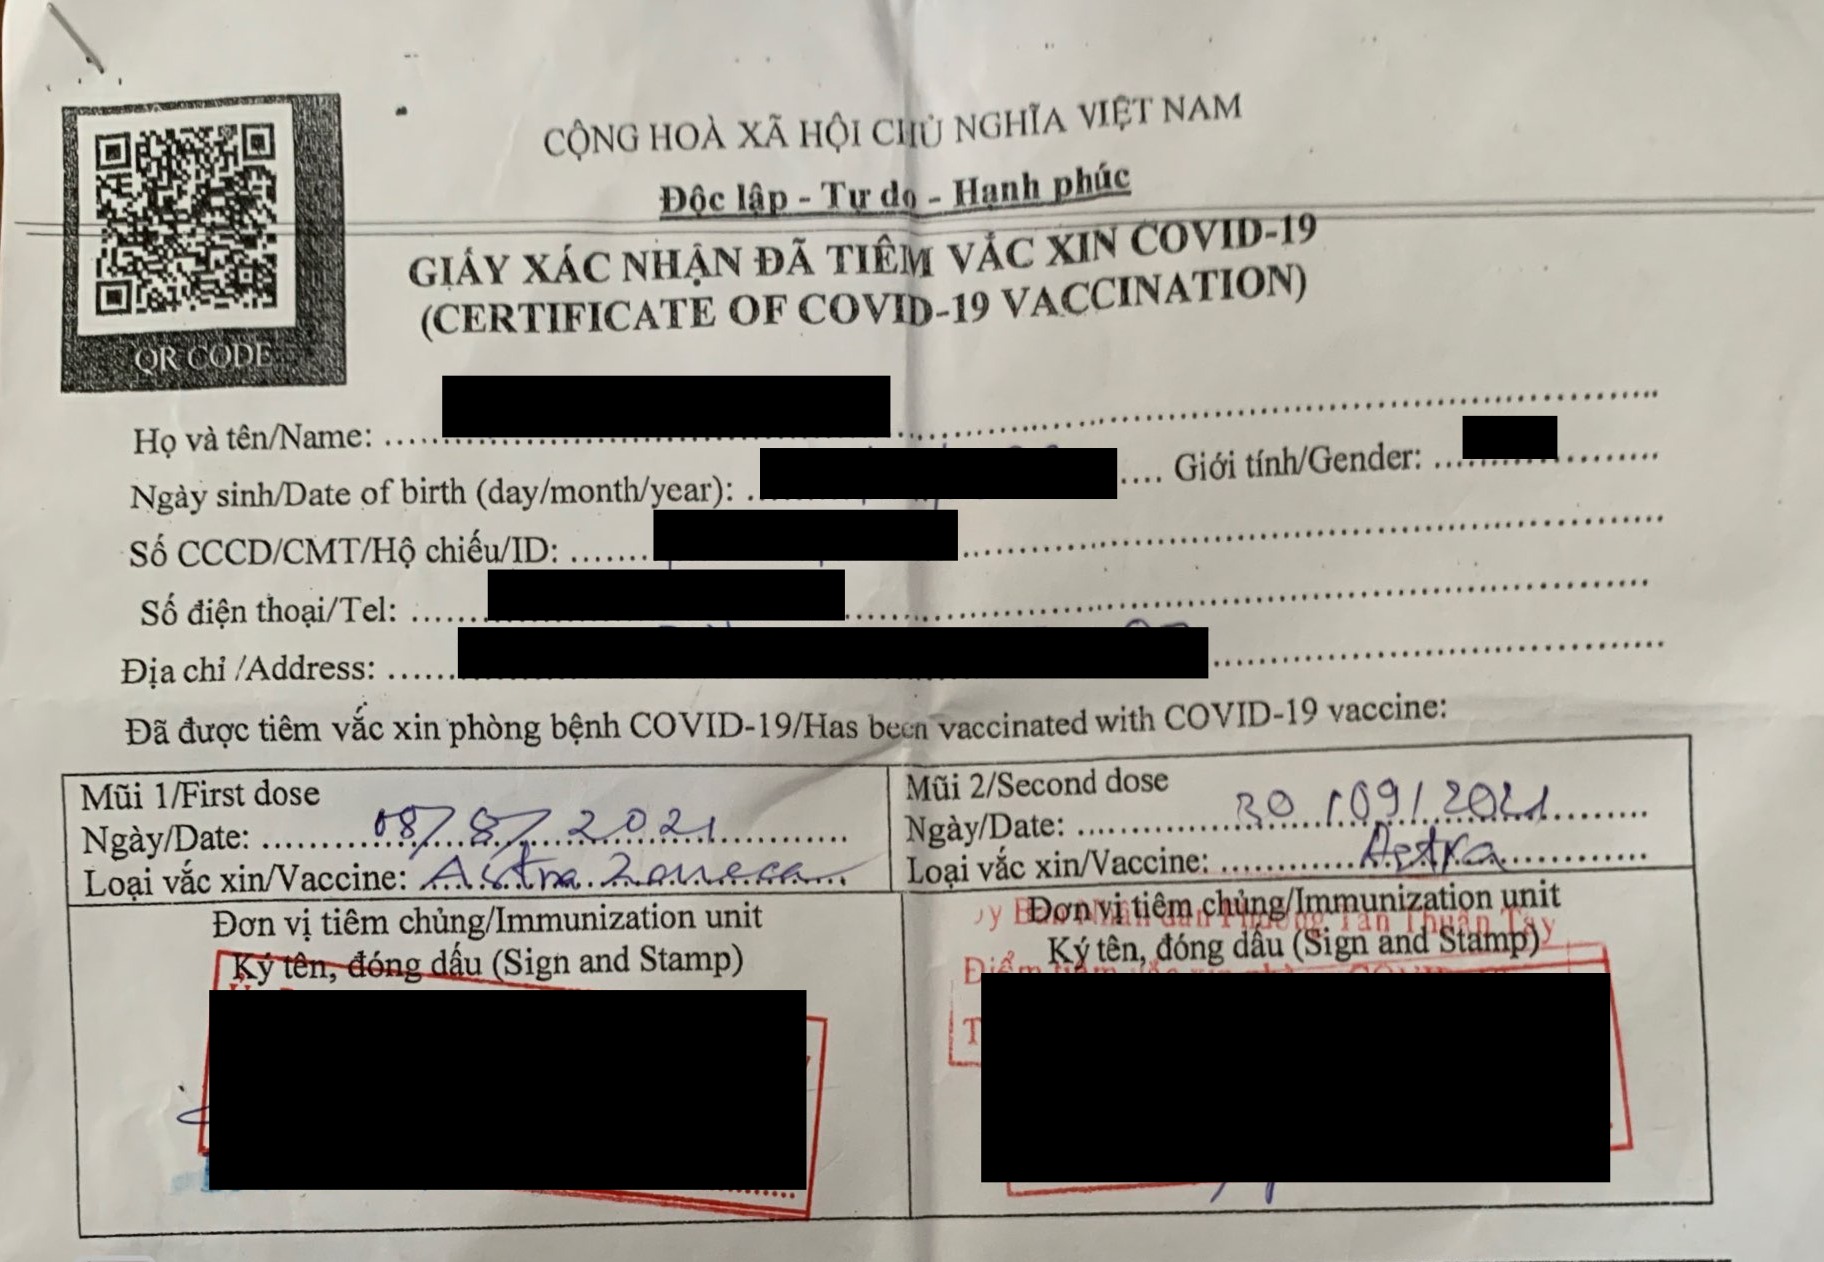 CỘNG HOÀ XÃ HỘI CHỦ NGHĨA VIỆT NAM
Độc lập - Tự do - Hạnh phúc
GIẤY XÁC NHẬN ĐÃ TIÊM VẮC XIN COVID-19
(CERTIFICATE OF COVID-19 VACCINATION)
QR CODE
Họ và tên/Name:
Ngày sinh/Date of birth (day/month/year): Giới tính/Gender:
Số CCCD/CMT/Hộ chiếu/ID:
Số điện thoại/Tel:
Địa chỉ /Address:
Đã được tiêm vắc xin phòng bệnh COVID-19/Has been vaccinated with COVID-19 vaccine:
Mũi 1/First dose
Ngày/Date: 08/8/2021
Loại vắc xin/Vaccine: Astra Zeneca
Đơn vị tiêm chủng/Immunization unit
Ký tên, đóng dấu (Sign and Stamp)
Mũi 2/Second dose
Ngày/Date: 30/09/2021
Loại vắc xin/Vaccine: Astra
Đơn vị tiêm chủng/Immunization unit
Ký tên, đóng dấu (Sign and Stamp)
Tân Thuận Tây
Điểm